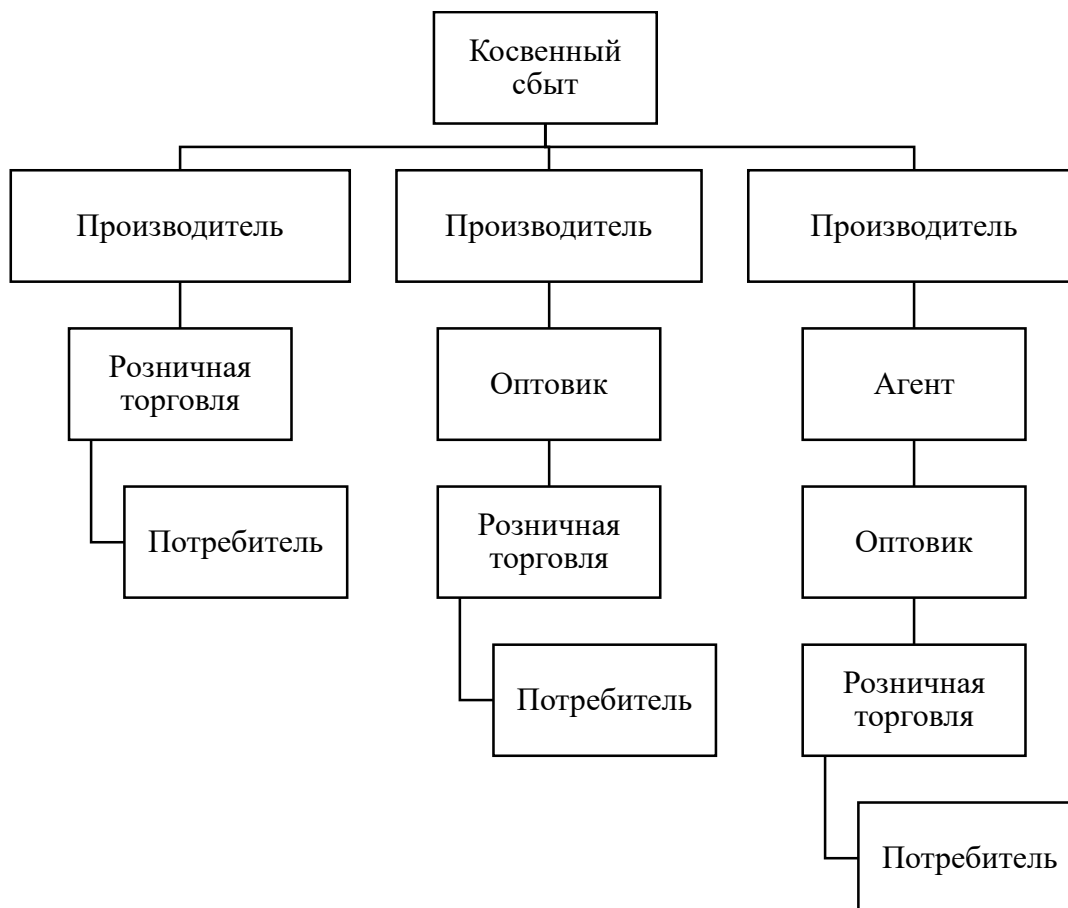 Косвенный
сбыт
Производитель
Производитель
Производитель
Розничная
торговля
Оптовик
Агент
Потребитель
Розничная
торговля
Оптовик
Потребитель
Розничная
торговля
Потребитель